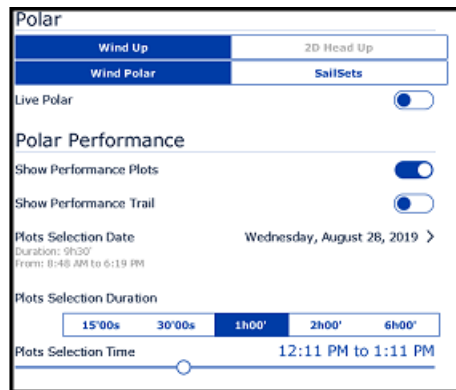 Polar
Wind Up 2D Head Up
Wind Polar SailSets
Live Polar
Polar Performance
Show Performance Plots
Show Performance Trail
Plots Selection Date Wednesday, August 28, 2019 >
Duration: 9h30'
From: 8:48 AM to 6:19 PM
Plots Selection Duration
15'00s 30'00s 1h00' 2h00' 6h00'
Plots Selection Time 12:11 PM to 1:11 PM